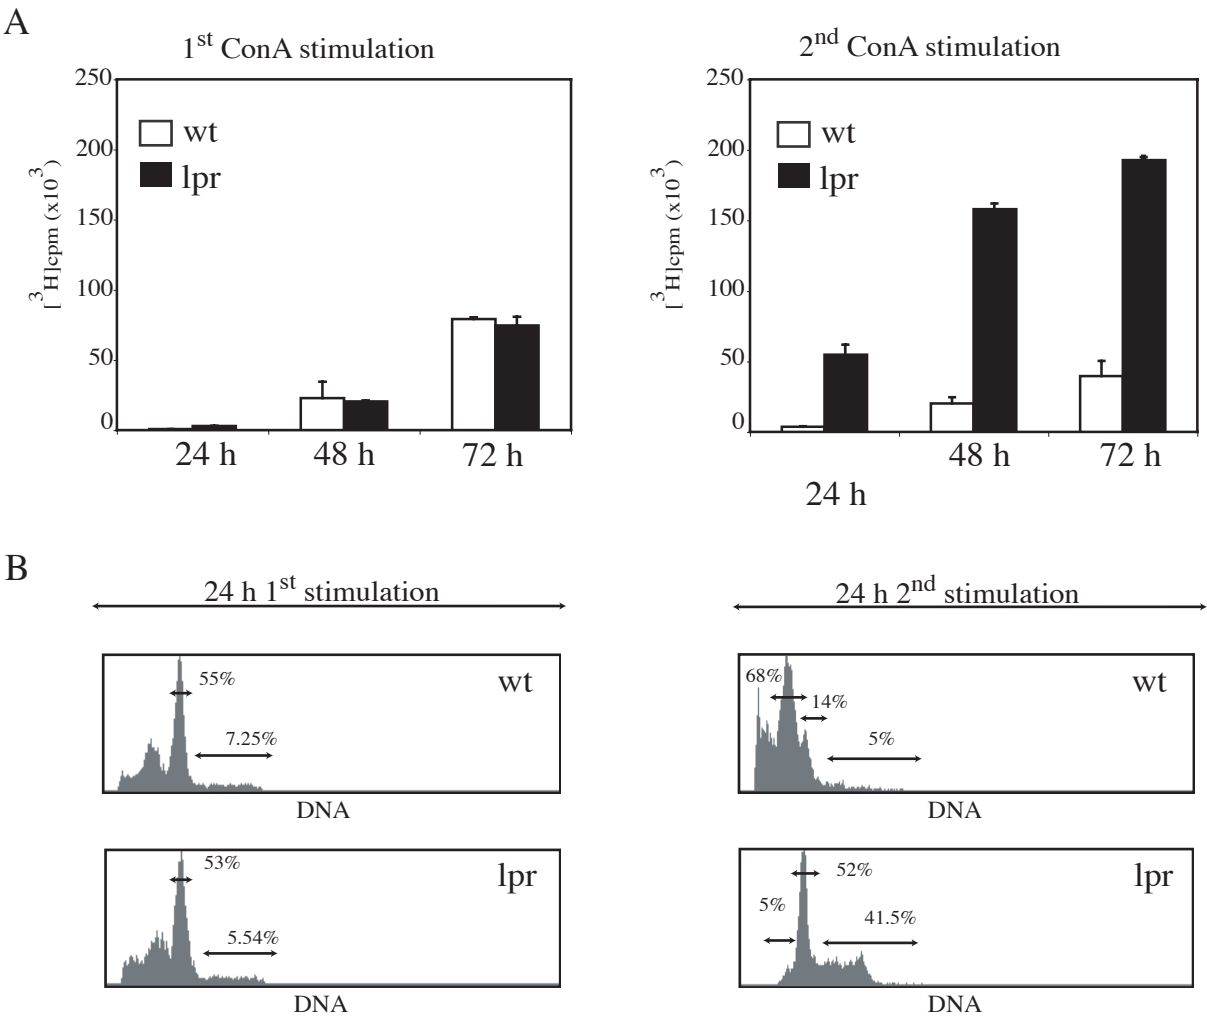 A
1st ConA stimulation
250
200
150
100
50
0
[3H]cpm (x103)
wt
lpr
24 h 48 h 72 h
2nd ConA stimulation
250
200
150
100
50
0
[3H]cpm (x103)
wt
lpr
48 h 72 h
24 h
B
24 h 1st stimulation
55%
wt
7.25%
DNA
53%
lpr
5.54%
DNA
24 h 2nd stimulation
68%
wt
14%
5%
DNA
52%
lpr
5%
41.5%
DNA